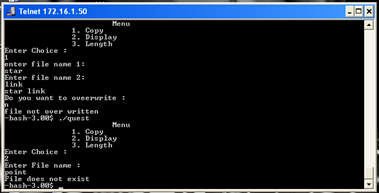 Telnet 172.16.1.50
Menu
1. Copy
2. Display
3. Length
Enter Choice :
1
enter file name 1:
star
Enter file name 2:
link
star link
Do you want to oveerwrite :
n
file not over written
-bash-3.00$ ./quest
Menu
1. Copy
2. Display
3. Length
Enter Choice :
2
Enter File name :
point
File does not exist
-bash-3.00$ _